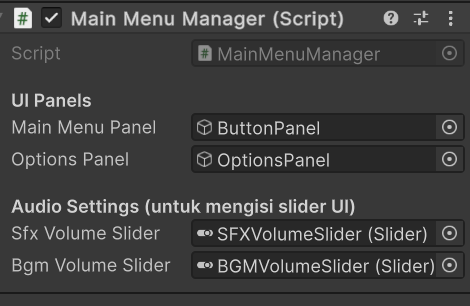 Main Menu Manager (Script)
Script MainMenuManager
UI Panels
Main Menu Panel ButtonPanel
Options Panel OptionsPanel
Audio Settings (untuk mengisi slider UI)
Sfx Volume Slider SFXVolumeSlider (Slider)
Bgm Volume Slider BGMVolumeSlider (Slider)